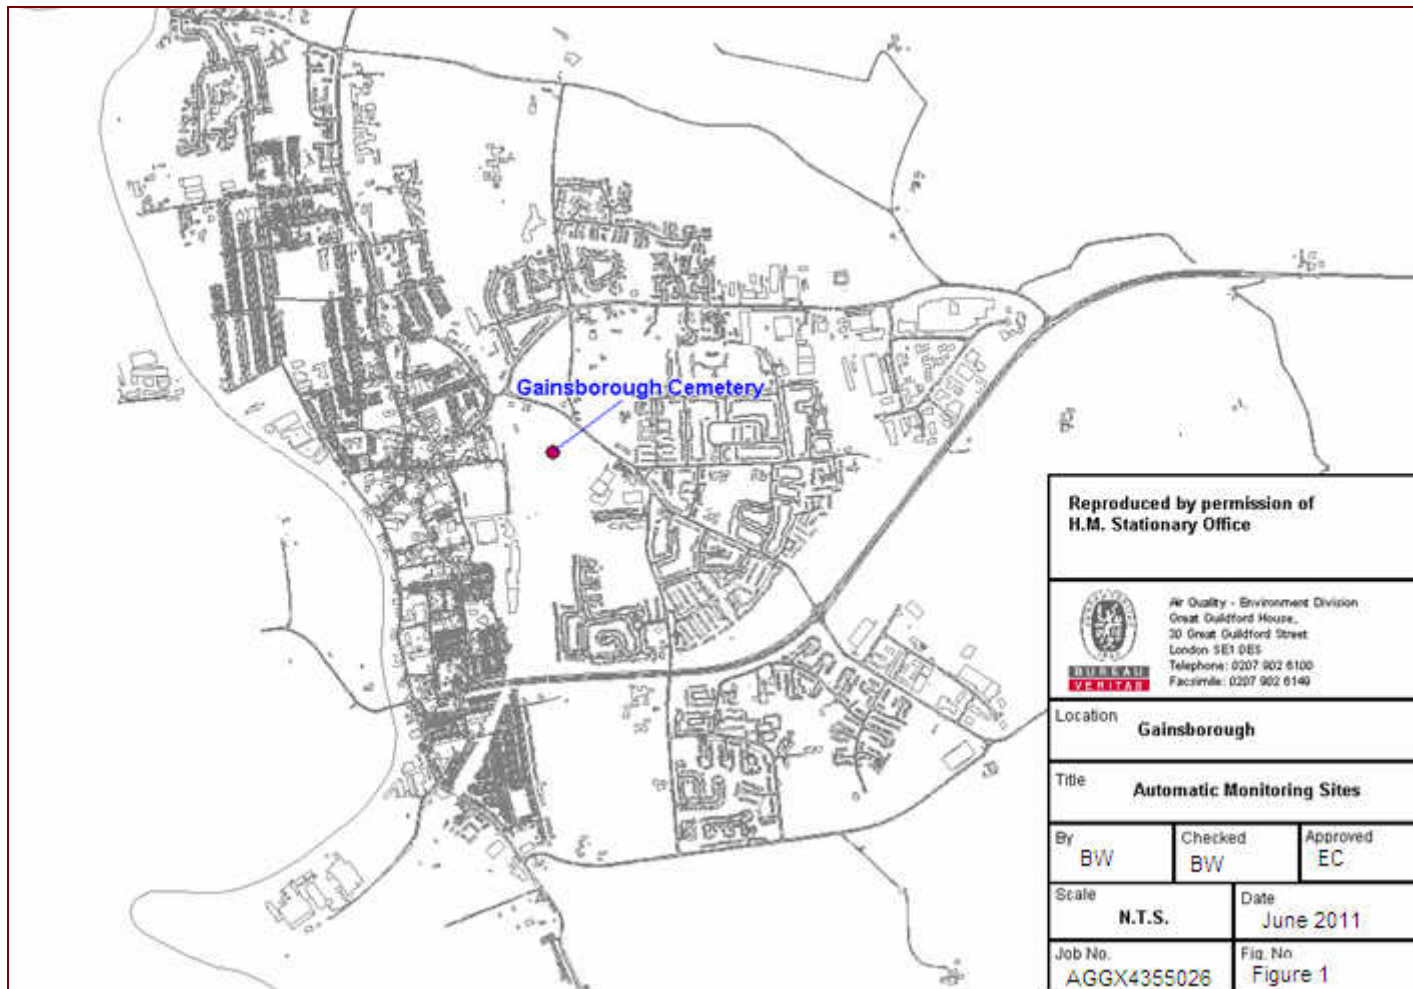 Gainsborough Cemetery
Reproduced by permission of
H.M. Stationary Office
Air Quality - Environment Division
Great Guildford House,
30 Great Guildford Street
London SE1 0ES
Telephone: 0207 902 6100
Facsimile: 0207 902 6149
BUREAU
VERITAS
Location
Gainsborough
Title
Automatic Monitoring Sites
By
BW
Checked
BW
Approved
EC
Scale
N.T.S.
Date
June 2011
Job No.
AGGX4355026
Fig. No
Figure 1